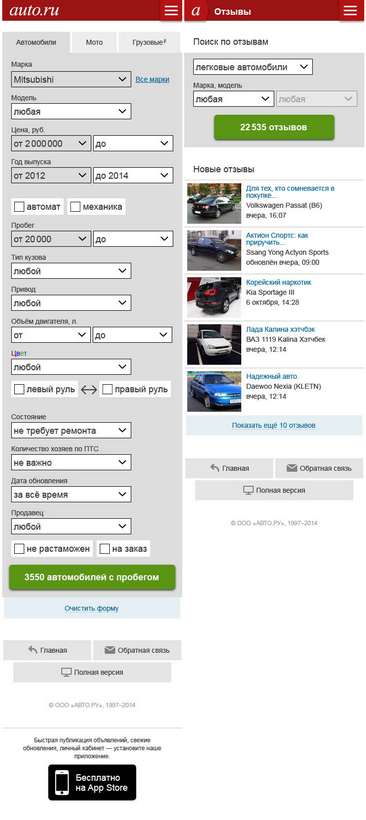 auto.ru
Автомобили
Мото
Грузовые²
Марка
Mitsubishi
Все марки
Модель
любая
Цена, руб.
от 2 000 000
до
Год выпуска
от 2012
до 2014
автомат
механика
Пробег
от 20 000
до
Тип кузова
любой
Привод
любой
Объём двигателя, л.
от
до
Цвет
любой
левый руль
правый руль
Состояние
не требует ремонта
Количество хозяев по ПТС
не важно
Дата обновления
за всё время
Продавец
любой
не растаможен
на заказ
3550 автомобилей с пробегом
Очистить форму
Главная
Обратная связь
Полная версия
© ООО «АВТО.РУ», 1997–2014
Быстрая публикация объявлений, свежие
обновления, личный кабинет — установите наше
приложение.
Бесплатно
на App Store
a
Отзывы
Поиск по отзывам
легковые автомобили
Марка, модель
любая
любая
22 535 отзывов
Новые отзывы
Для тех, кто сомневается в
покупке...
Volkswagen Passat (B6)
вчера, 16:07
Актион Спортс: как
приручить...
Ssang Yong Actyon Sports
обновлён вчера, 09:00
Корейский наркотик
Kia Sportage III
6 октября, 14:28
Лада Калина хэтчбэк
ВАЗ 1119 Kalina Хэтчбек
вчера, 12:14
Надежный авто.
Daewoo Nexia (KLETN)
вчера, 12:14
Показать ещё 10 отзывов
Главная
Обратная связь
Полная версия
© ООО «АВТО.РУ», 1997–2014